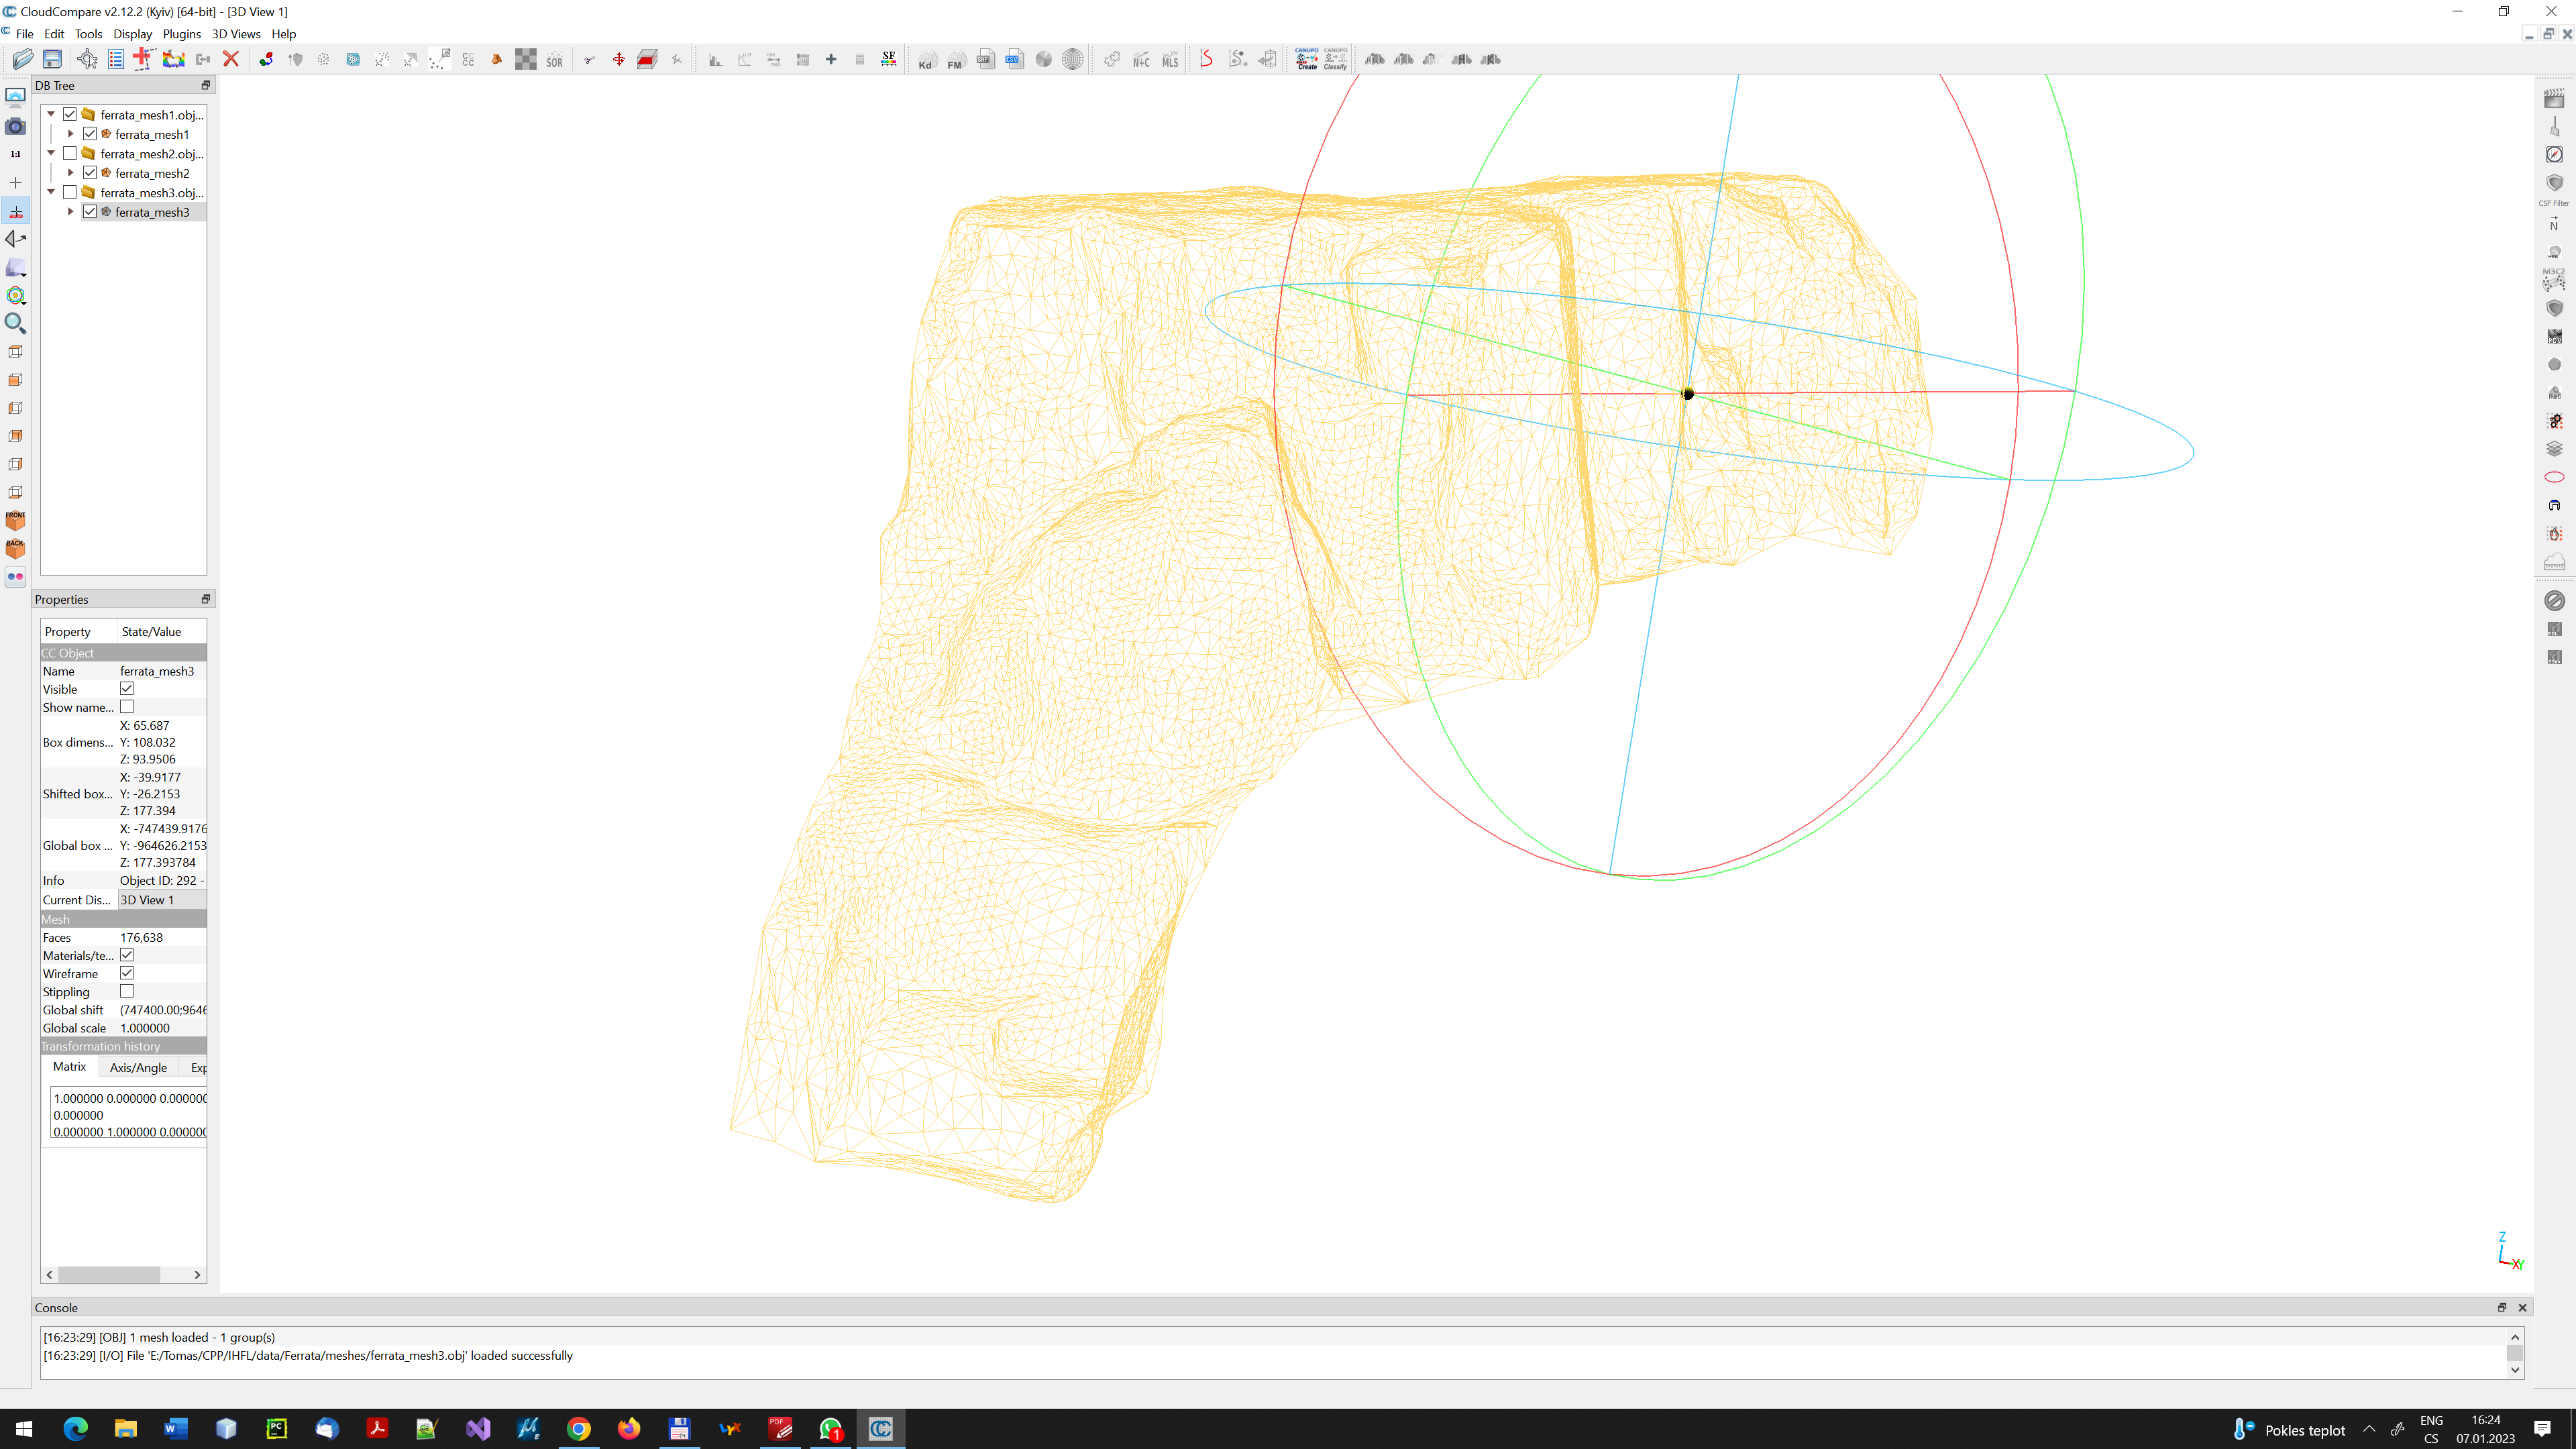 CloudCompare v2.12.2 (Kyiv) [64-bit] - [3D View 1]
File Edit Tools Display Plugins 3D Views Help
SOR SF Kd FM CSV N+C MLS CANUPO Create CANUPO Classify
DB Tree
ferrata_mesh1.obj...
ferrata_mesh1
ferrata_mesh2.obj...
ferrata_mesh2
ferrata_mesh3.obj...
ferrata_mesh3
1:1
auto
FRONT
BACK
CSF Filter
N
M3C2
Properties
Property State/Value
CC Object
Name ferrata_mesh3
Visible
Show name...
Box dimens... X: 65.687
Y: 108.032
Z: 93.9506
Shifted box... X: -39.9177
Y: -26.2153
Z: 177.394
Global box ... X: -747439.9176
Y: -964626.2153
Z: 177.393784
Info Object ID: 292 -
Current Dis... 3D View 1
Mesh
Faces 176,638
Materials/te...
Wireframe
Stippling
Global shift (747400.00;9646
Global scale 1.000000
Transformation history
Matrix Axis/Angle Exp
1.000000 0.000000 0.000000
0.000000
0.000000 1.000000 0.000000
Z
X Y
Console
[16:23:29] [OBJ] 1 mesh loaded - 1 group(s)
[16:23:29] [I/O] File 'E:/Tomas/CPP/IHFL/data/Ferrata/meshes/ferrata_mesh3.obj' loaded successfully
Pokles teplot
ENG
CS
16:24
07.01.2023